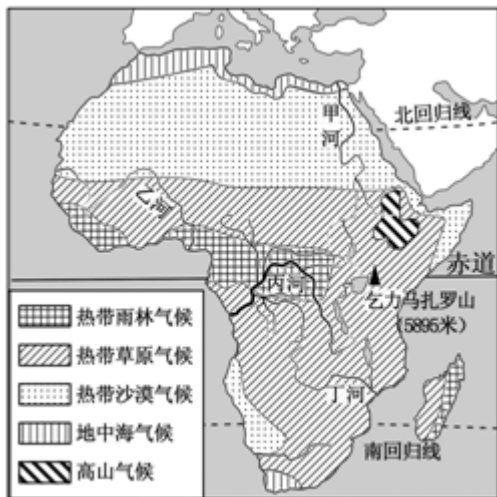 北回归线
甲河
乙河
丙河
赤道
乞力马扎罗山
(5895米)
丁河
南回归线
热带雨林气候
热带草原气候
热带沙漠气候
地中海气候
高山气候